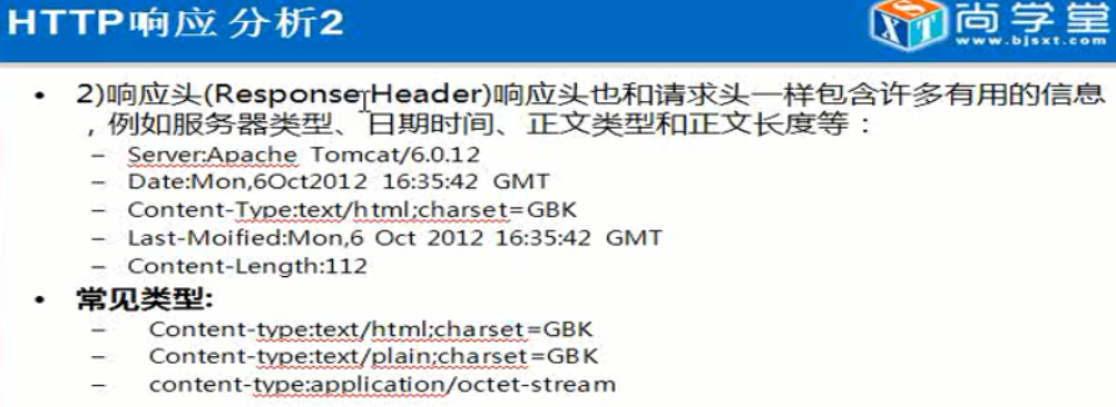 HTTP响应 分析2
XST 尚学堂
www.bjsxt.com
• 2)响应头(Response Header)响应头也和请求头一样包含许多有用的信息
，例如服务器类型、日期时间、正文类型和正文长度等：
– Server:Apache Tomcat/6.0.12
– Date:Mon,6Oct2012 16:35:42 GMT
– Content-Type:text/html;charset=GBK
– Last-Moified:Mon,6 Oct 2012 16:35:42 GMT
– Content-Length:112
• 常见类型:
– Content-type:text/html;charset=GBK
– Content-type:text/plain;charset=GBK
– content-type:application/octet-stream